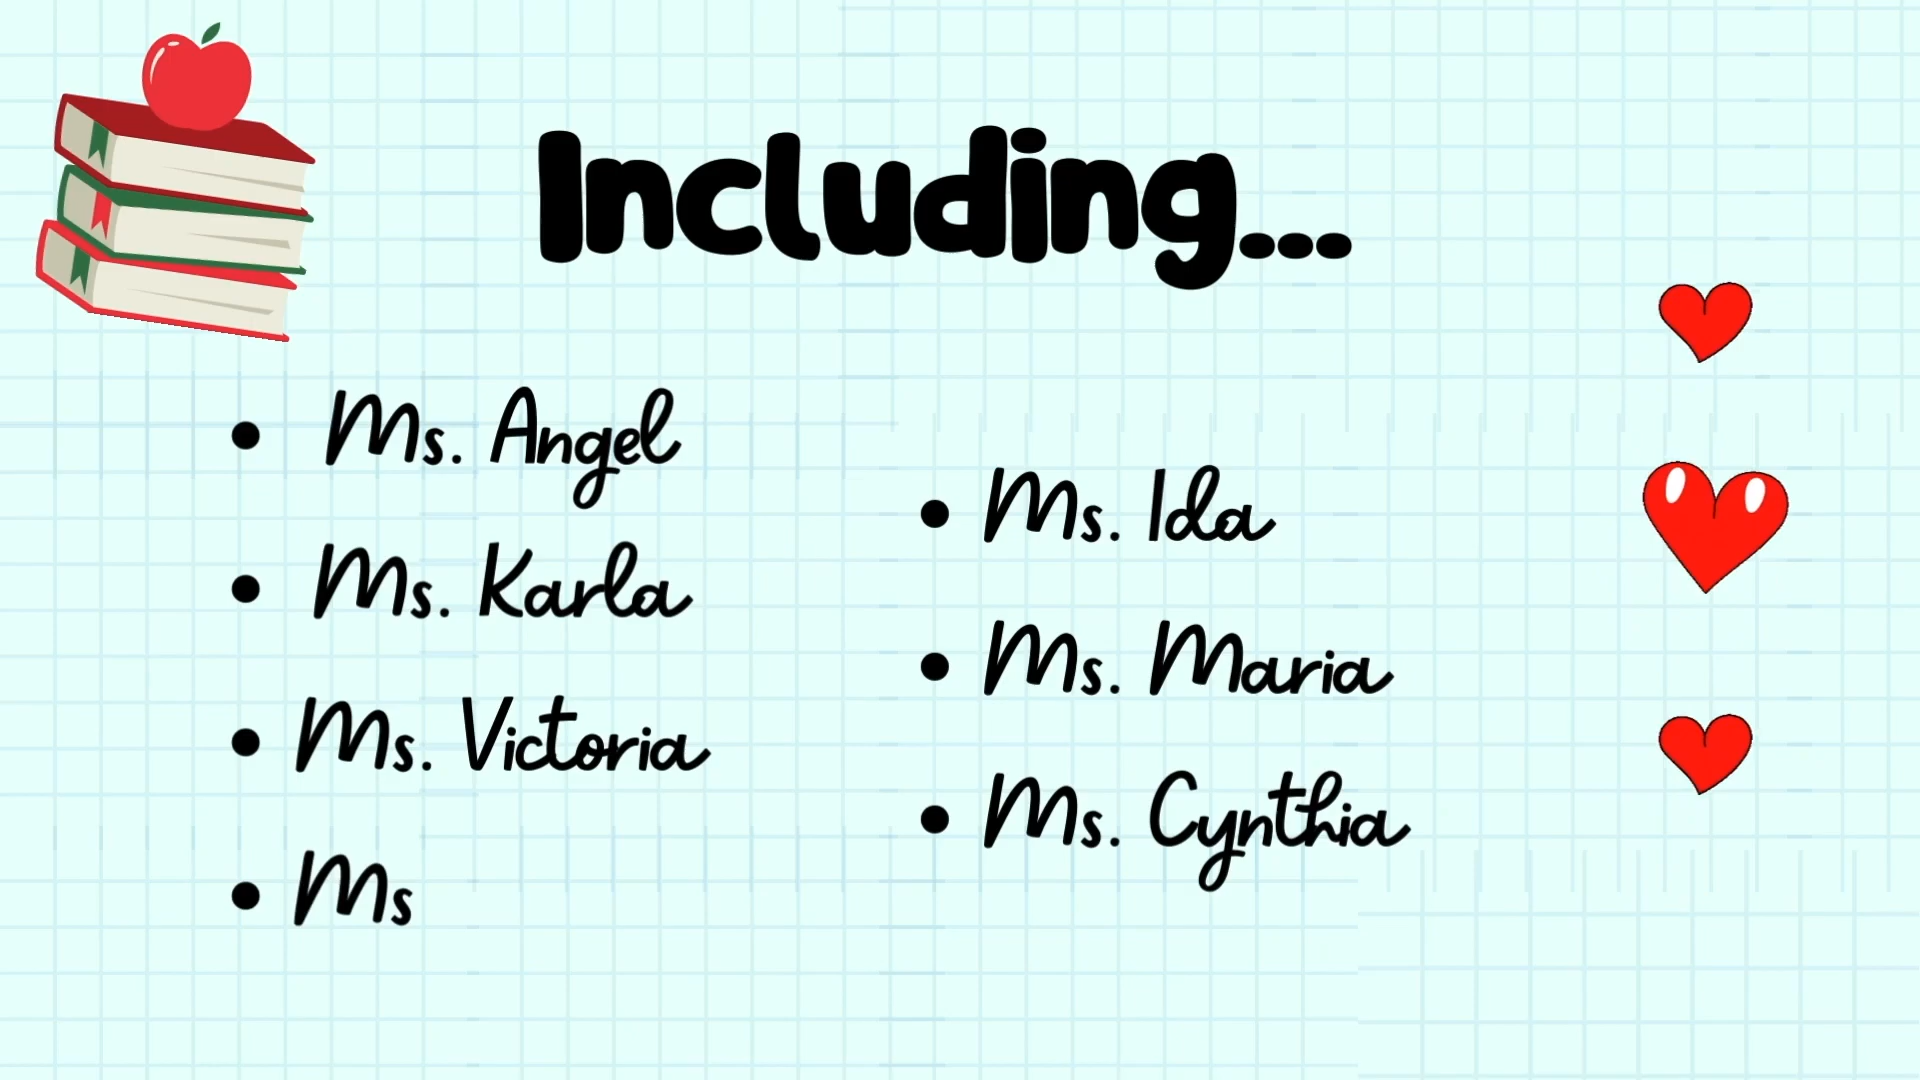 Including...
Ms. Angel
Ms. Karla
Ms. Victoria
Ms
Ms. Ida
Ms. Maria
Ms. Cynthia